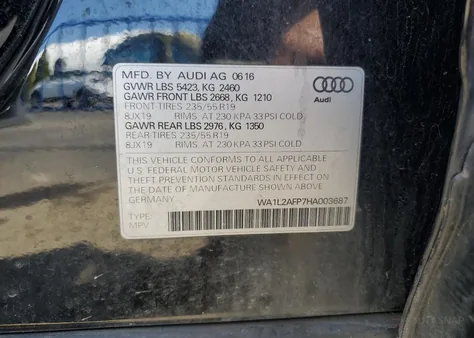 MFD. BY AUDI AG 06 16
GVWR LBS 5423, KG 2460
GAWR FRONT LBS 2668, KG 1210
FRONT TIRES 235/55 R19
8JX19 RIMS. AT 230 KPA 33 PSI COLD.
GAWR REAR LBS 2976, KG 1350
REAR TIRES 235/55 R19
8JX19 RIMS. AT 230 KPA 33 PSI COLD.
Audi
THIS VEHICLE CONFORMS TO ALL APPLICABLE
U.S. FEDERAL MOTOR VEHICLE SAFETY AND
THEFT PREVENTION STANDARDS IN EFFECT ON
THE DATE OF MANUFACTURE SHOWN ABOVE.
GERMANY
WA1L2AFP7HA003687
TYPE:
MPV